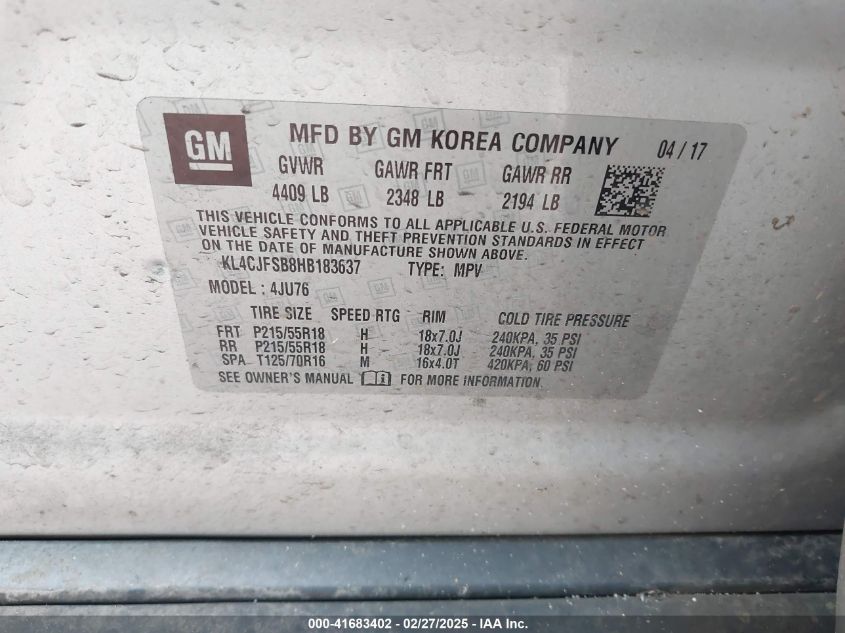 GM MFD BY GM KOREA COMPANY 04 / 17
GVWR GAWR FRT GAWR RR
4409 LB 2348 LB 2194 LB
THIS VEHICLE CONFORMS TO ALL APPLICABLE U.S. FEDERAL MOTOR
VEHICLE SAFETY AND THEFT PREVENTION STANDARDS IN EFFECT
ON THE DATE OF MANUFACTURE SHOWN ABOVE.
KL4CJFSB8HB183637 TYPE: MPV
MODEL : 4JU76
TIRE SIZE SPEED RTG RIM COLD TIRE PRESSURE
FRT P215/55R18 H 18x7.0J 240KPA, 35 PSI
RR P215/55R18 H 18x7.0J 240KPA, 35 PSI
SPA T125/70R16 M 16x4.0T 420KPA, 60 PSI
SEE OWNER'S MANUAL FOR MORE INFORMATION.
000-41683402 - 02/27/2025 - IAAI.com